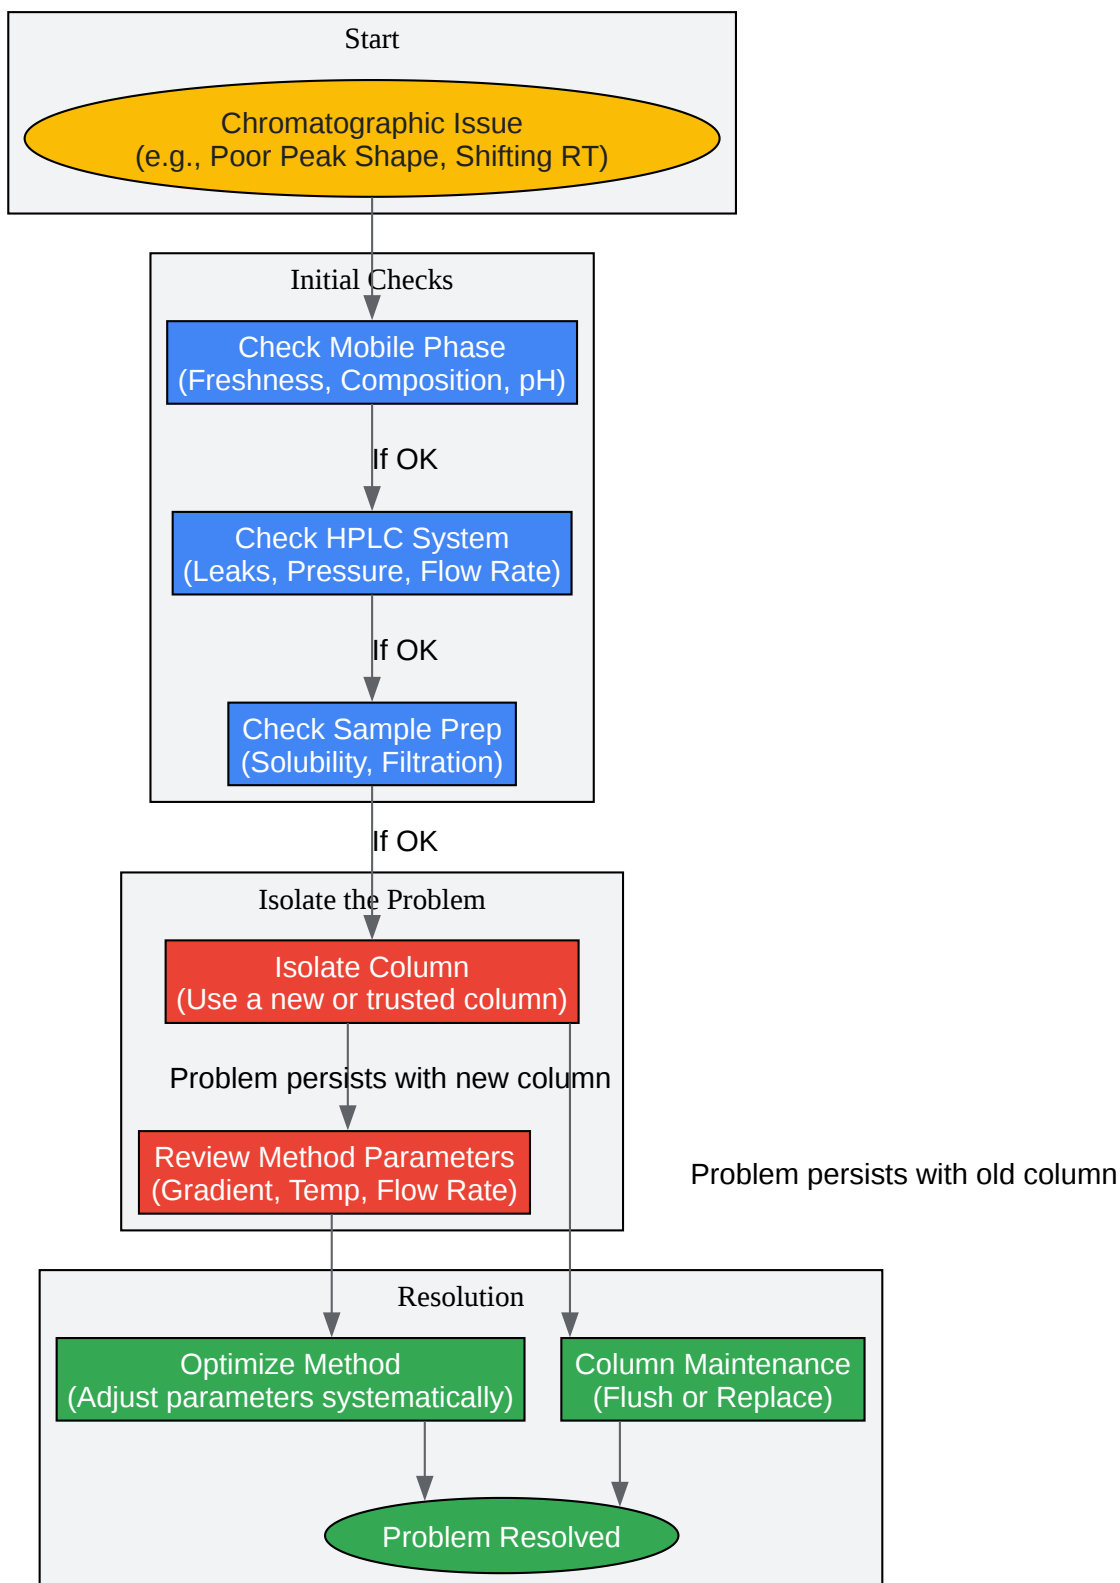 Start
Chromatographic Issue
(e.g., Poor Peak Shape, Shifting RT)
Initial Checks
Check Mobile Phase
(Freshness, Composition, pH)
If OK
Check HPLC System
(Leaks, Pressure, Flow Rate)
If OK
Check Sample Prep
(Solubility, Filtration)
If OK
Isolate the Problem
Isolate Column
(Use a new or trusted column)
Problem persists with new column
Review Method Parameters
(Gradient, Temp, Flow Rate)
Problem persists with old column
Resolution
Optimize Method
(Adjust parameters systematically)
Column Maintenance
(Flush or Replace)
Problem Resolved